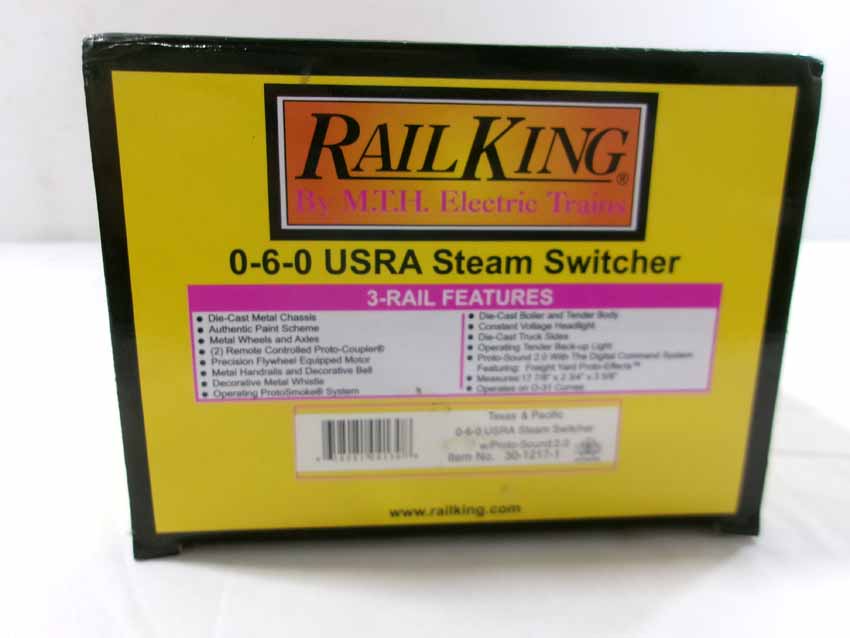 RAILKING®
By M.T.H. Electric Trains
0-6-0 USRA Steam Switcher
3-RAIL FEATURES
• Die-Cast Metal Chassis
• Authentic Paint Scheme
• Metal Wheels and Axles
• (2) Remote Controlled Proto-Coupler®
• Precision Flywheel Equipped Motor
• Metal Handrails and Decorative Bell
• Decorative Metal Whistle
• Operating ProtoSmoke® System
• Die-Cast Boiler and Tender Body
• Constant Voltage Headlight
• Die-Cast Truck Sides
• Operating Tender Back-up Light
• Proto-Sound 2.0 With The Digital Command System
Featuring: Freight Yard Proto-Effects™
• Measures:17 7/8" x 2 3/4" x 3 5/8"
• Operates on O-31 Curves
Texas & Pacific
0-6-0 USRA Steam Switcher
w/Proto-Sound 2.0
Item No. 30-1217-1
www.railking.com